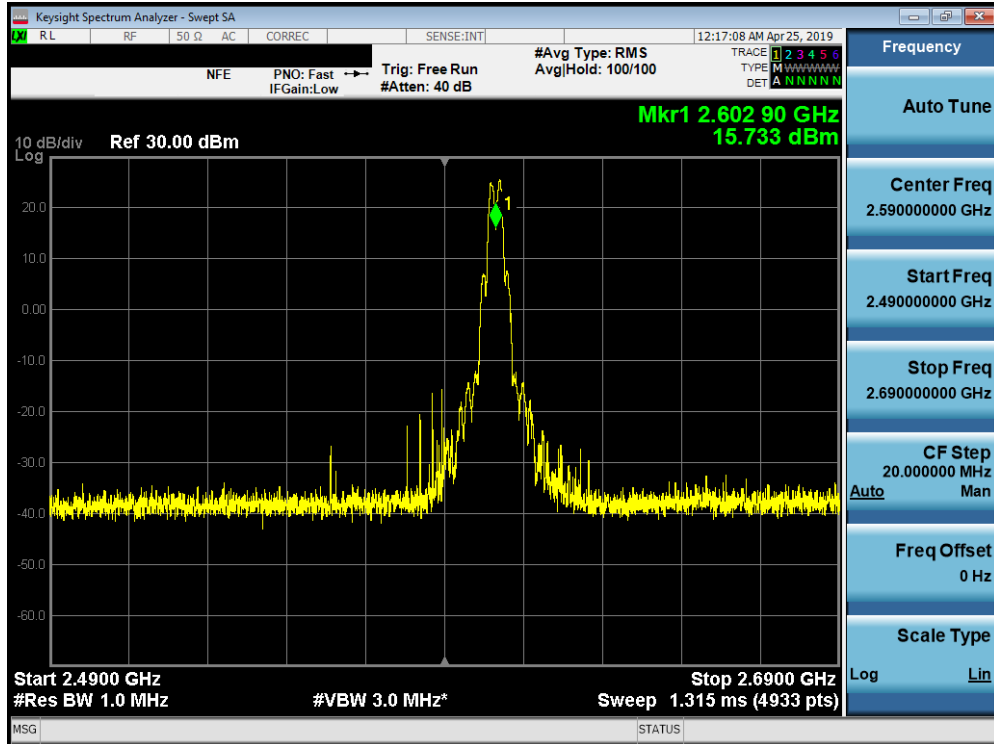 Keysight Spectrum Analyzer - Swept SA
LXI RL RF 50 Ω AC CORREC SENSE:INT 12:17:08 AM Apr 25, 2019
NFE PNO: Fast Trig: Free Run #Avg Type: RMS TRACE 1 2 3 4 5 6
IFGain:Low #Atten: 40 dB Avg|Hold: 100/100 TYPE M WWWWW
DET A N N N N N
Mkr1 2.602 90 GHz
15.733 dBm
10 dB/div Ref 30.00 dBm
Log
1
20.0
10.0
0.00
-10.0
-20.0
-30.0
-40.0
-50.0
-60.0
Start 2.4900 GHz Stop 2.6900 GHz
#Res BW 1.0 MHz #VBW 3.0 MHz* Sweep 1.315 ms (4933 pts)
MSG STATUS
Frequency
Auto Tune
Center Freq
2.590000000 GHz
Start Freq
2.490000000 GHz
Stop Freq
2.690000000 GHz
CF Step
20.000000 MHz
Auto Man
Freq Offset
0 Hz
Scale Type
Log Lin